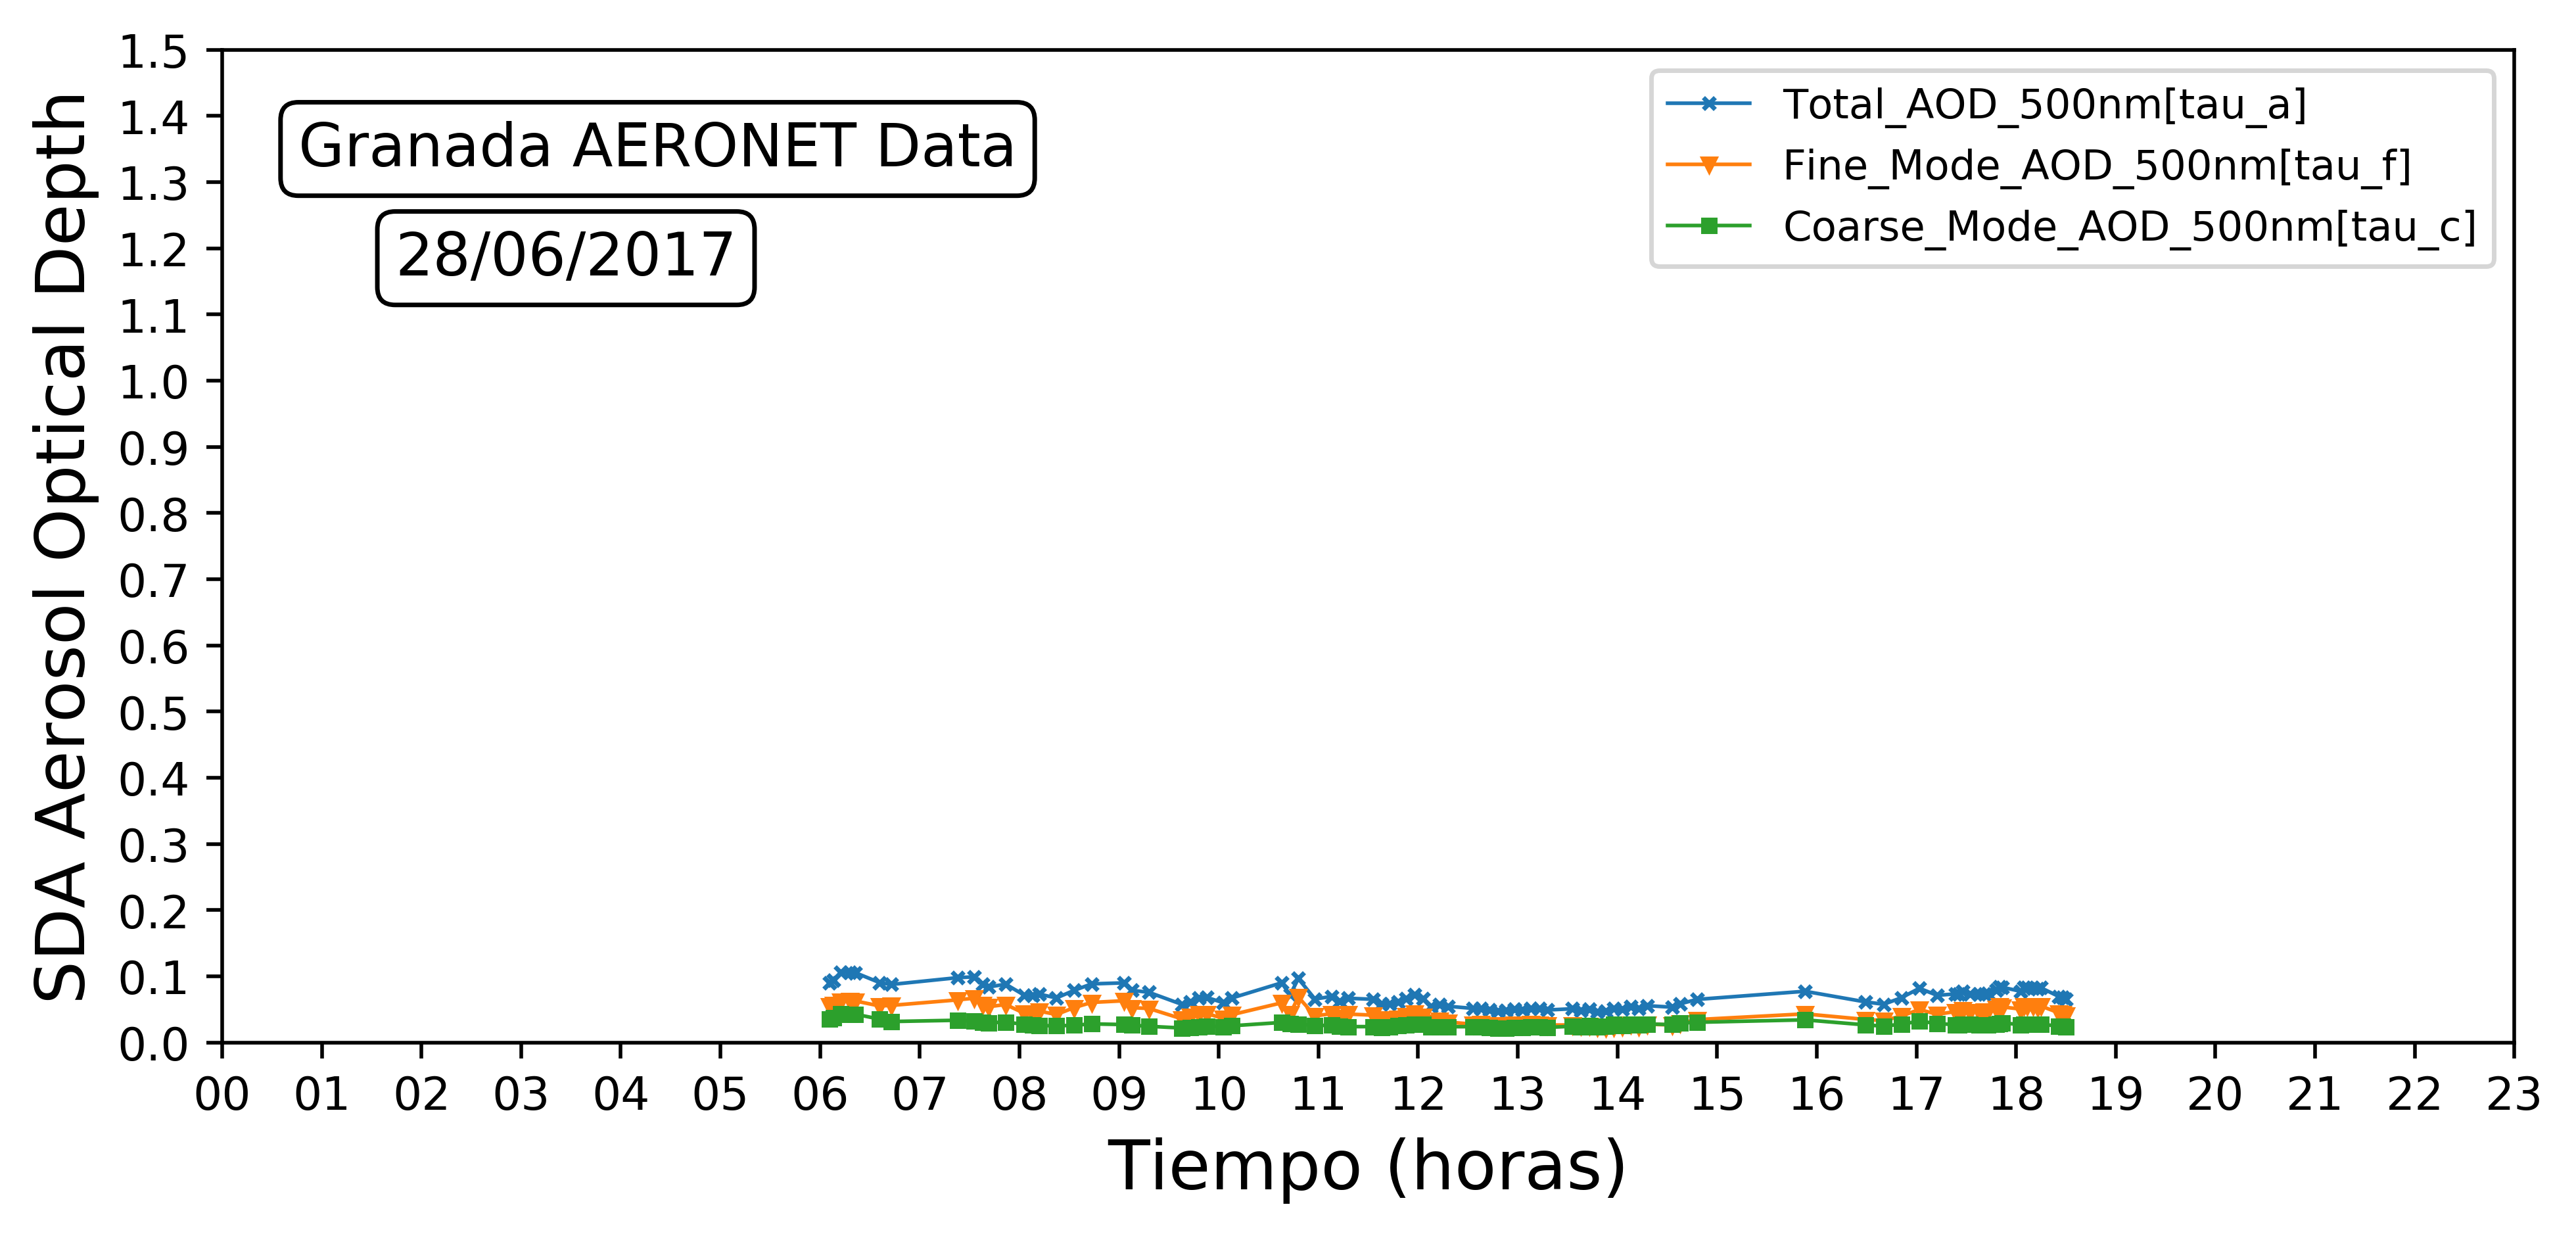 Granada AERONET Data
28/06/2017
Total_AOD_500nm[tau_a]
Fine_Mode_AOD_500nm[tau_f]
Coarse_Mode_AOD_500nm[tau_c]
SDA Aerosol Optical Depth
1.5
1.4
1.3
1.2
1.1
1.0
0.9
0.8
0.7
0.6
0.5
0.4
0.3
0.2
0.1
0.0
00 01 02 03 04 05 06 07 08 09 10 11 12 13 14 15 16 17 18 19 20 21 22 23
Tiempo (horas)